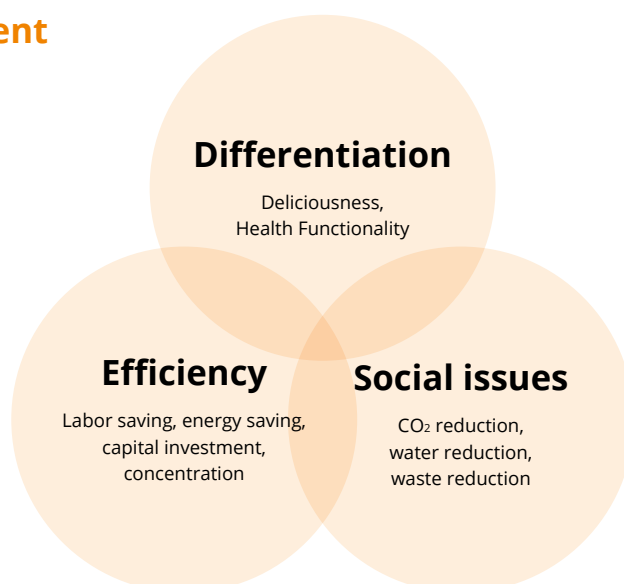 ent
Differentiation
Deliciousness,
Health Functionality
Efficiency
Labor saving, energy saving,
capital investment,
concentration
Social issues
CO₂ reduction,
water reduction,
waste reduction